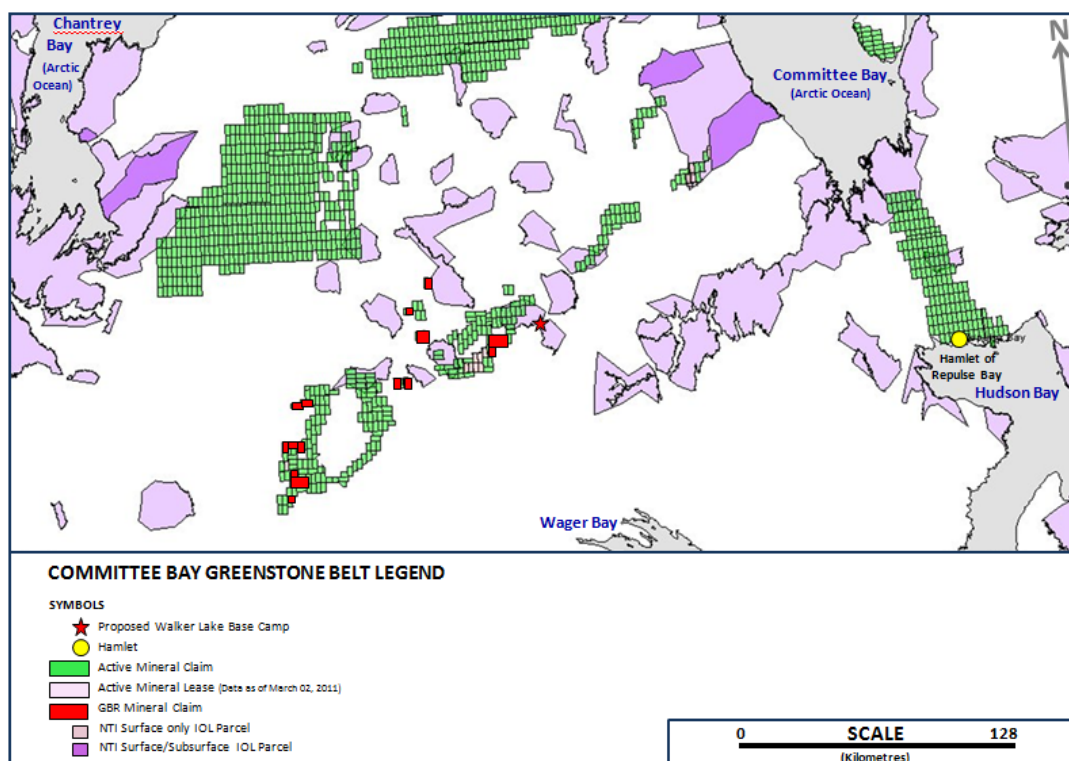 Chantrey
Bay
(Arctic
Ocean)
Committee Bay
(Arctic Ocean)
N
Bay
Hamlet of
Repulse Bay
Hudson Bay
Wager Bay
COMMITTEE BAY GREENSTONE BELT LEGEND
SYMBOLS
Proposed Walker Lake Base Camp
Hamlet
Active Mineral Claim
Active Mineral Lease (Data as of March 02, 2011)
GBR Mineral Claim
NTI Surface only IOL Parcel
NTI Surface/Subsurface IOL Parcel
0 SCALE 128
(Kilometres)